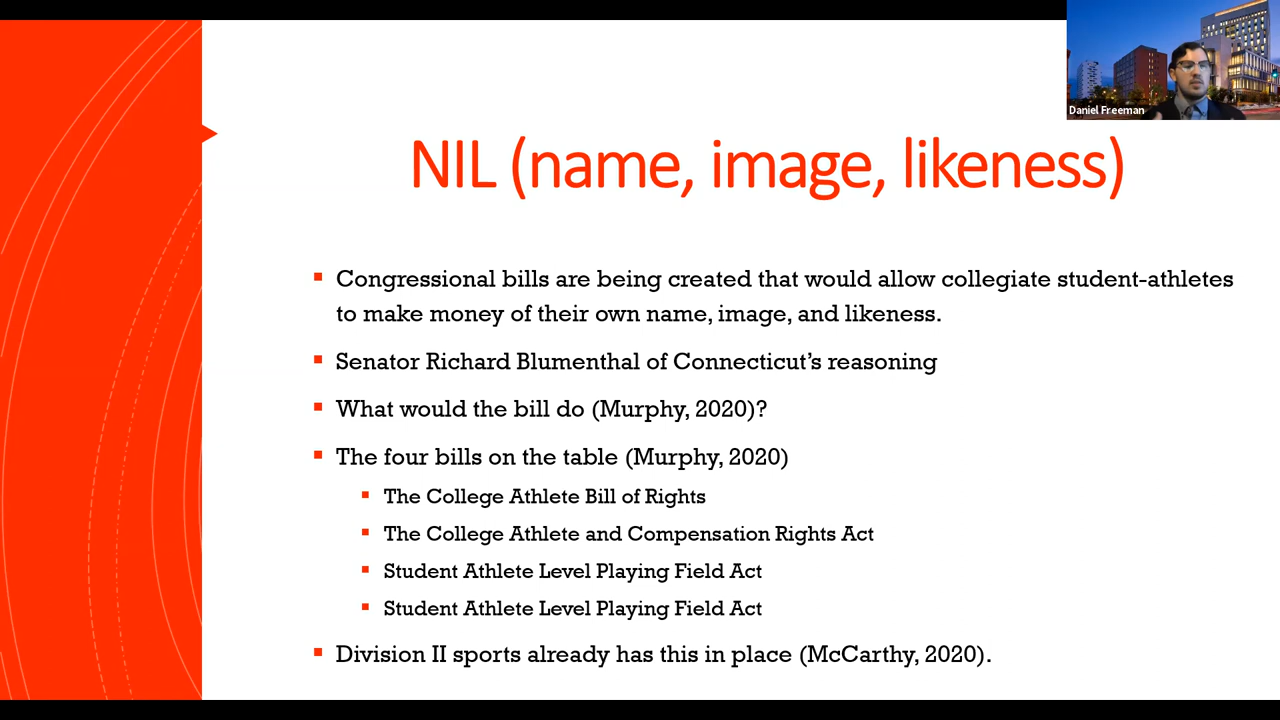 Daniel Freeman
NIL (name, image, likeness)
Congressional bills are being created that would allow collegiate student-athletes
to make money of their own name, image, and likeness.
Senator Richard Blumenthal of Connecticut’s reasoning
What would the bill do (Murphy, 2020)?
The four bills on the table (Murphy, 2020)
The College Athlete Bill of Rights
The College Athlete and Compensation Rights Act
Student Athlete Level Playing Field Act
Student Athlete Level Playing Field Act
Division II sports already has this in place (McCarthy, 2020).